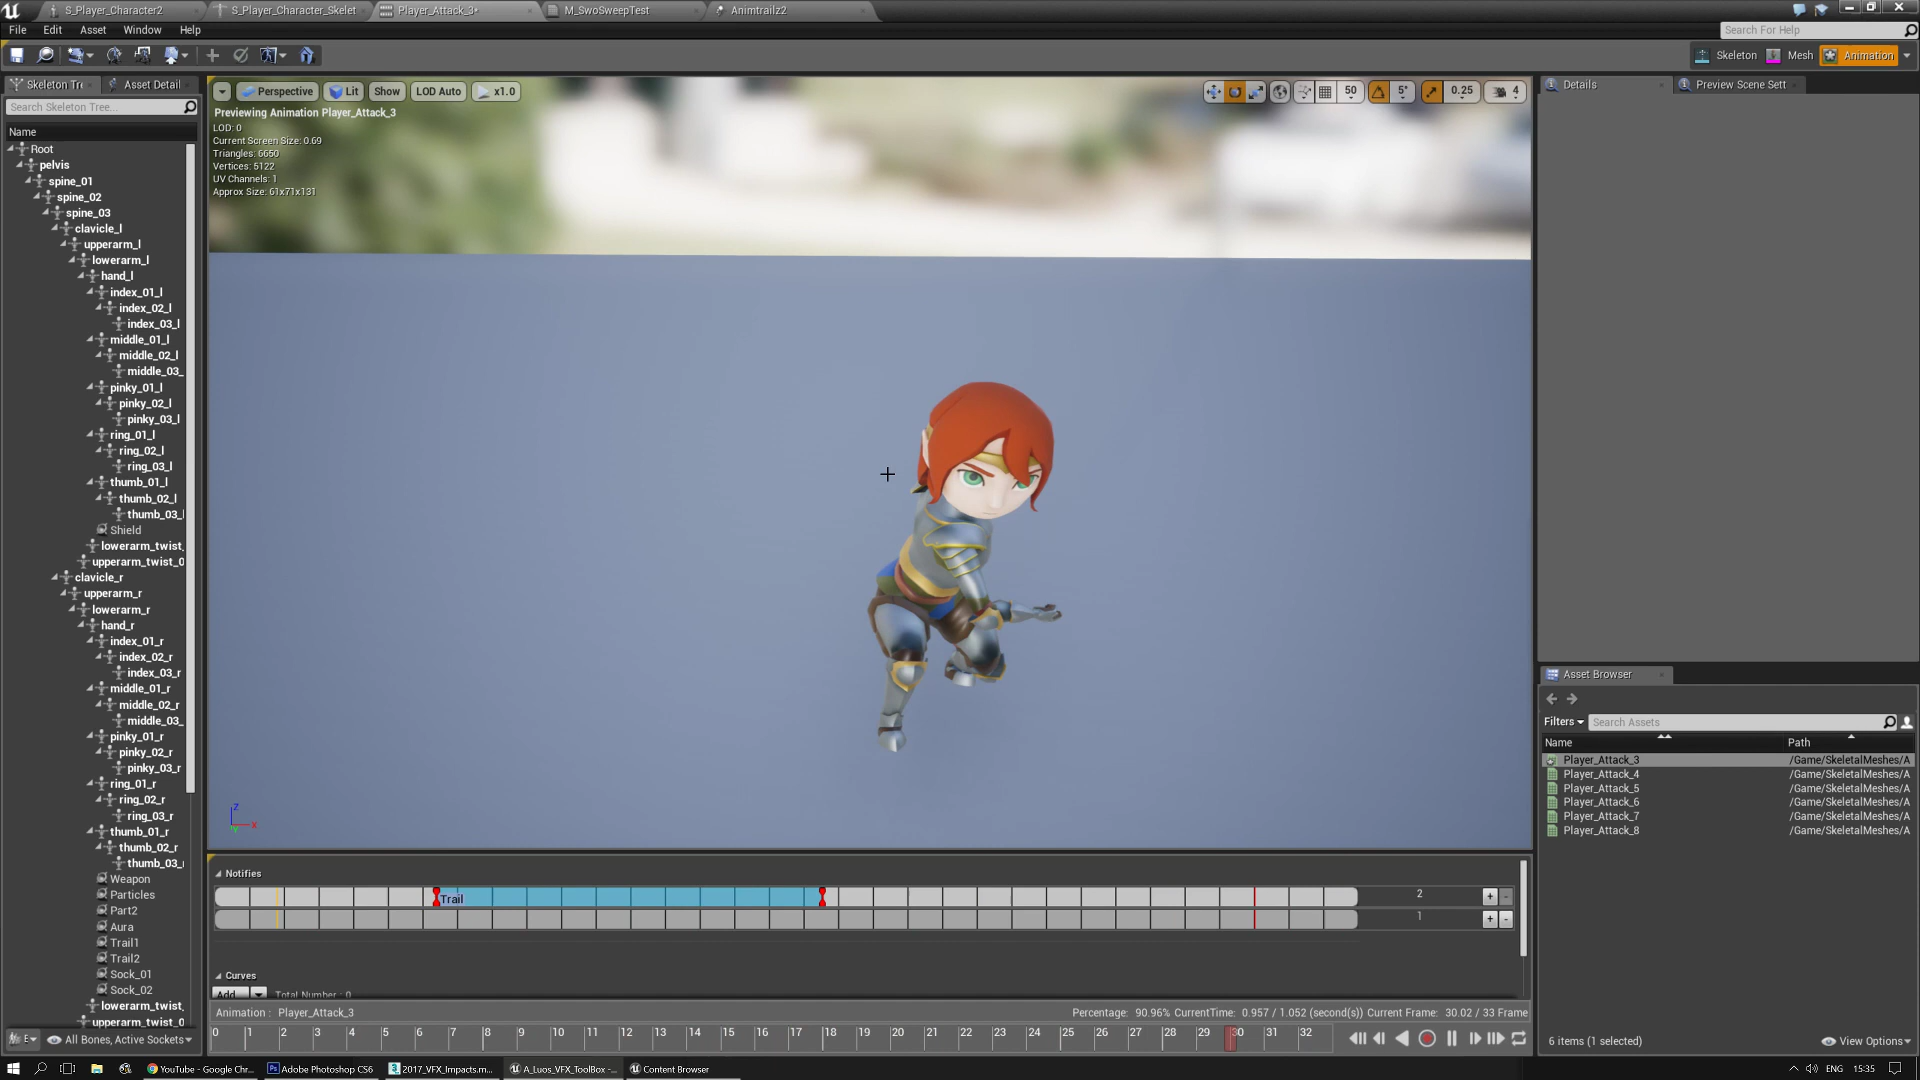 S_Player_Character2
S_Player_Character_Skelet
Player_Attack_3*
M_SwoSweepTest
Animtrailz2
File
Edit
Asset
Window
Help
Search For Help
Skeleton
Mesh
Animation
Skeleton Tre
Asset Detail
Search Skeleton Tree...
Name
Root
pelvis
spine_01
spine_02
spine_03
clavicle_l
upperarm_l
lowerarm_l
hand_l
index_01_l
index_02_l
index_03_l
middle_01_l
middle_02_l
middle_03_
pinky_01_l
pinky_02_l
pinky_03_l
ring_01_l
ring_02_l
ring_03_l
thumb_01_l
thumb_02_l
thumb_03_l
Shield
lowerarm_twist_
upperarm_twist_0
clavicle_r
upperarm_r
lowerarm_r
hand_r
index_01_r
index_02_r
index_03_r
middle_01_r
middle_02_r
middle_03_
pinky_01_r
pinky_02_r
pinky_03_r
ring_01_r
ring_02_r
ring_03_r
thumb_01_r
thumb_02_r
thumb_03_r
Weapon
Particles
Part2
Aura
Trail1
Trail2
Sock_01
Sock_02
lowerarm_twist_
upperarm_twist_0
All Bones, Active Sockets
Perspective
Lit
Show
LOD Auto
x1.0
50
5°
0.25
4
Previewing Animation Player_Attack_3
LOD: 0
Current Screen Size: 0.69
Triangles: 6650
Vertices: 5122
UV Channels: 1
Approx Size: 61x71x131
Z
X
Y
Notifies
Trail
2
1
Curves
Add
Total Number : 0
Animation : Player_Attack_3
Percentage: 90.96% CurrentTime: 0.957 / 1.052 (second(s)) Current Frame: 30.02 / 33 Frame
0 1 2 3 4 5 6 7 8 9 10 11 12 13 14 15 16 17 18 19 20 21 22 23 24 25 26 27 28 29 30 31 32
Details
Preview Scene Sett
Asset Browser
Filters
Search Assets
Name
Path
Player_Attack_3 /Game/SkeletalMeshes/A
Player_Attack_4 /Game/SkeletalMeshes/A
Player_Attack_5 /Game/SkeletalMeshes/A
Player_Attack_6 /Game/SkeletalMeshes/A
Player_Attack_7 /Game/SkeletalMeshes/A
Player_Attack_8 /Game/SkeletalMeshes/A
6 items (1 selected)
View Options
YouTube - Google Chr...
Adobe Photoshop CS6
2017_VFX_Impacts.m...
A_Luos_VFX_ToolBox -...
Content Browser
ENG
15:35